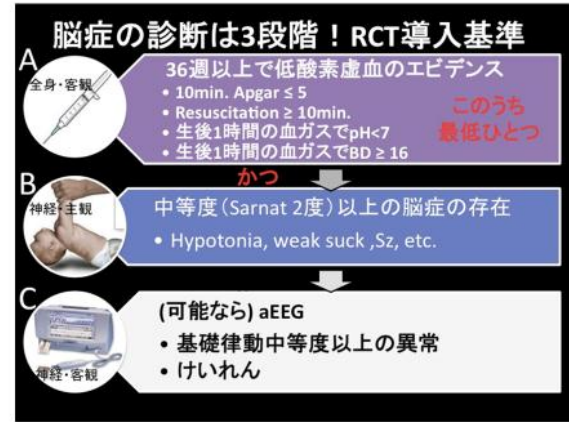 脳症の診断は3段階！RCT導入基準
A
全身・客観
36週以上で低酸素虚血のエビデンス
• 10min. Apgar ≤ 5
• Resuscitation ≥ 10min.
• 生後1時間の血ガスでpH<7
• 生後1時間の血ガスでBD ≥ 16
このうち
最低ひとつ
かつ
B
神経・主観
中等度（Sarnat 2度）以上の脳症の存在
• Hypotonia, weak suck ,Sz, etc.
C
神経・客観
(可能なら) aEEG
• 基礎律動中等度以上の異常
• けいれん